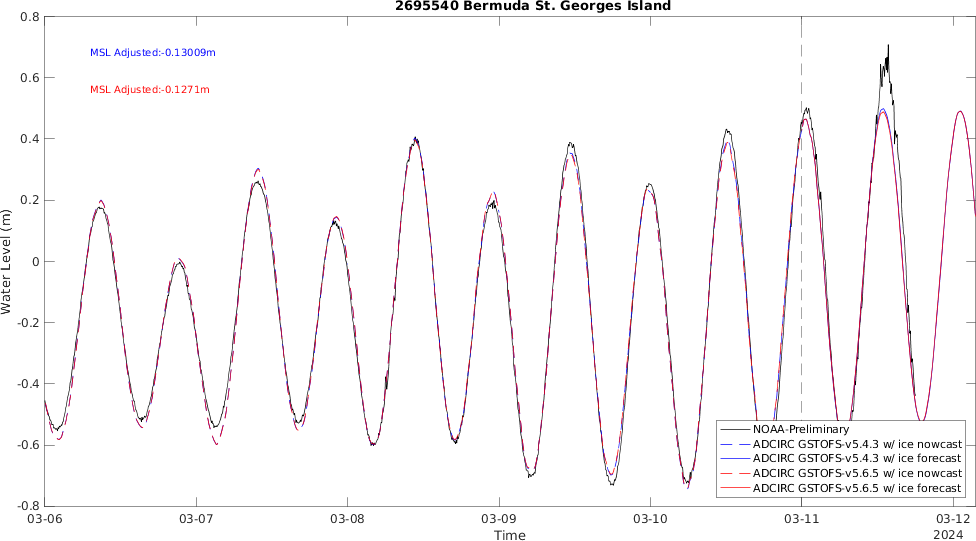 2695540 Bermuda St. Georges Island
MSL Adjusted:-0.13009m
MSL Adjusted:-0.1271m
Water Level (m)
0.8
0.6
0.4
0.2
0
-0.2
-0.4
-0.6
-0.8
NOAA-Preliminary
ADCIRC GSTOFS-v5.4.3 w/ ice nowcast
ADCIRC GSTOFS-v5.4.3 w/ ice forecast
ADCIRC GSTOFS-v5.6.5 w/ ice nowcast
ADCIRC GSTOFS-v5.6.5 w/ ice forecast
03-06 03-07 03-08 03-09 03-10 03-11 03-12
2024
Time